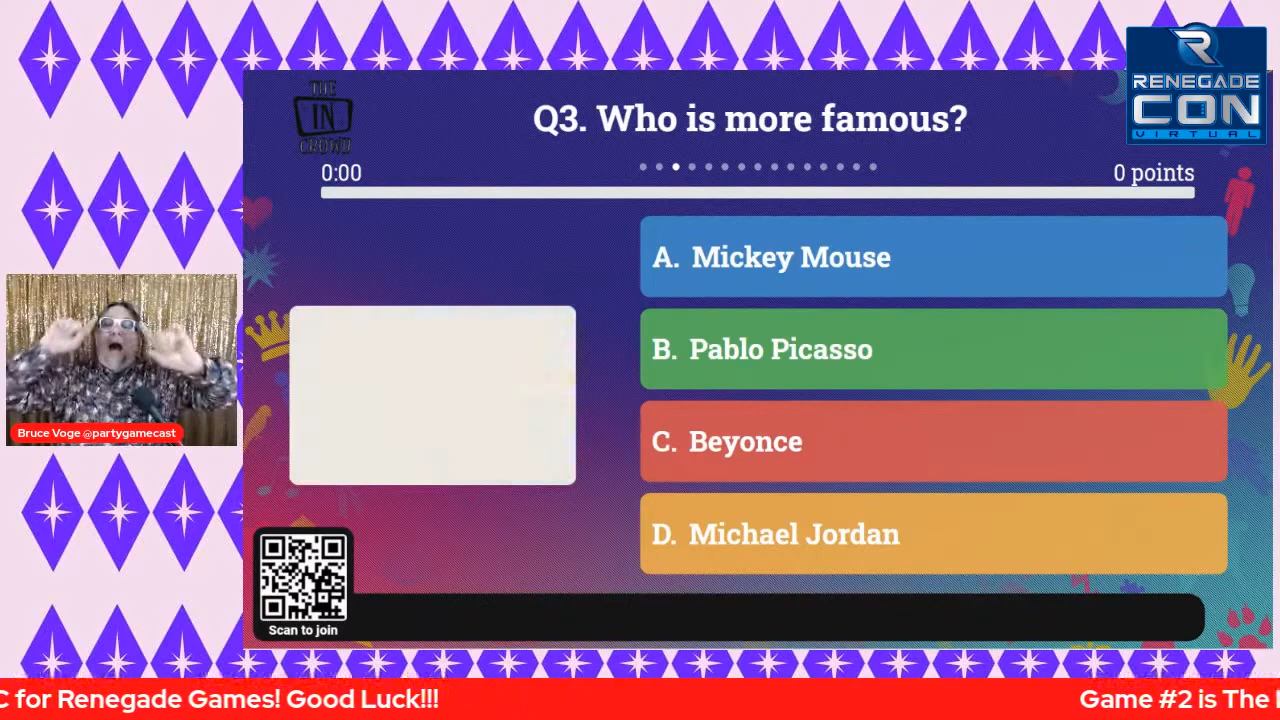 RENEGADE
CON
VIRTUAL
THE
IN
CROWD
Q3. Who is more famous?
0:00
0 points
A. Mickey Mouse
B. Pablo Picasso
C. Beyonce
D. Michael Jordan
Bruce Voge @partygamecast
Scan to join
C for Renegade Games! Good Luck!!!
Game #2 is The